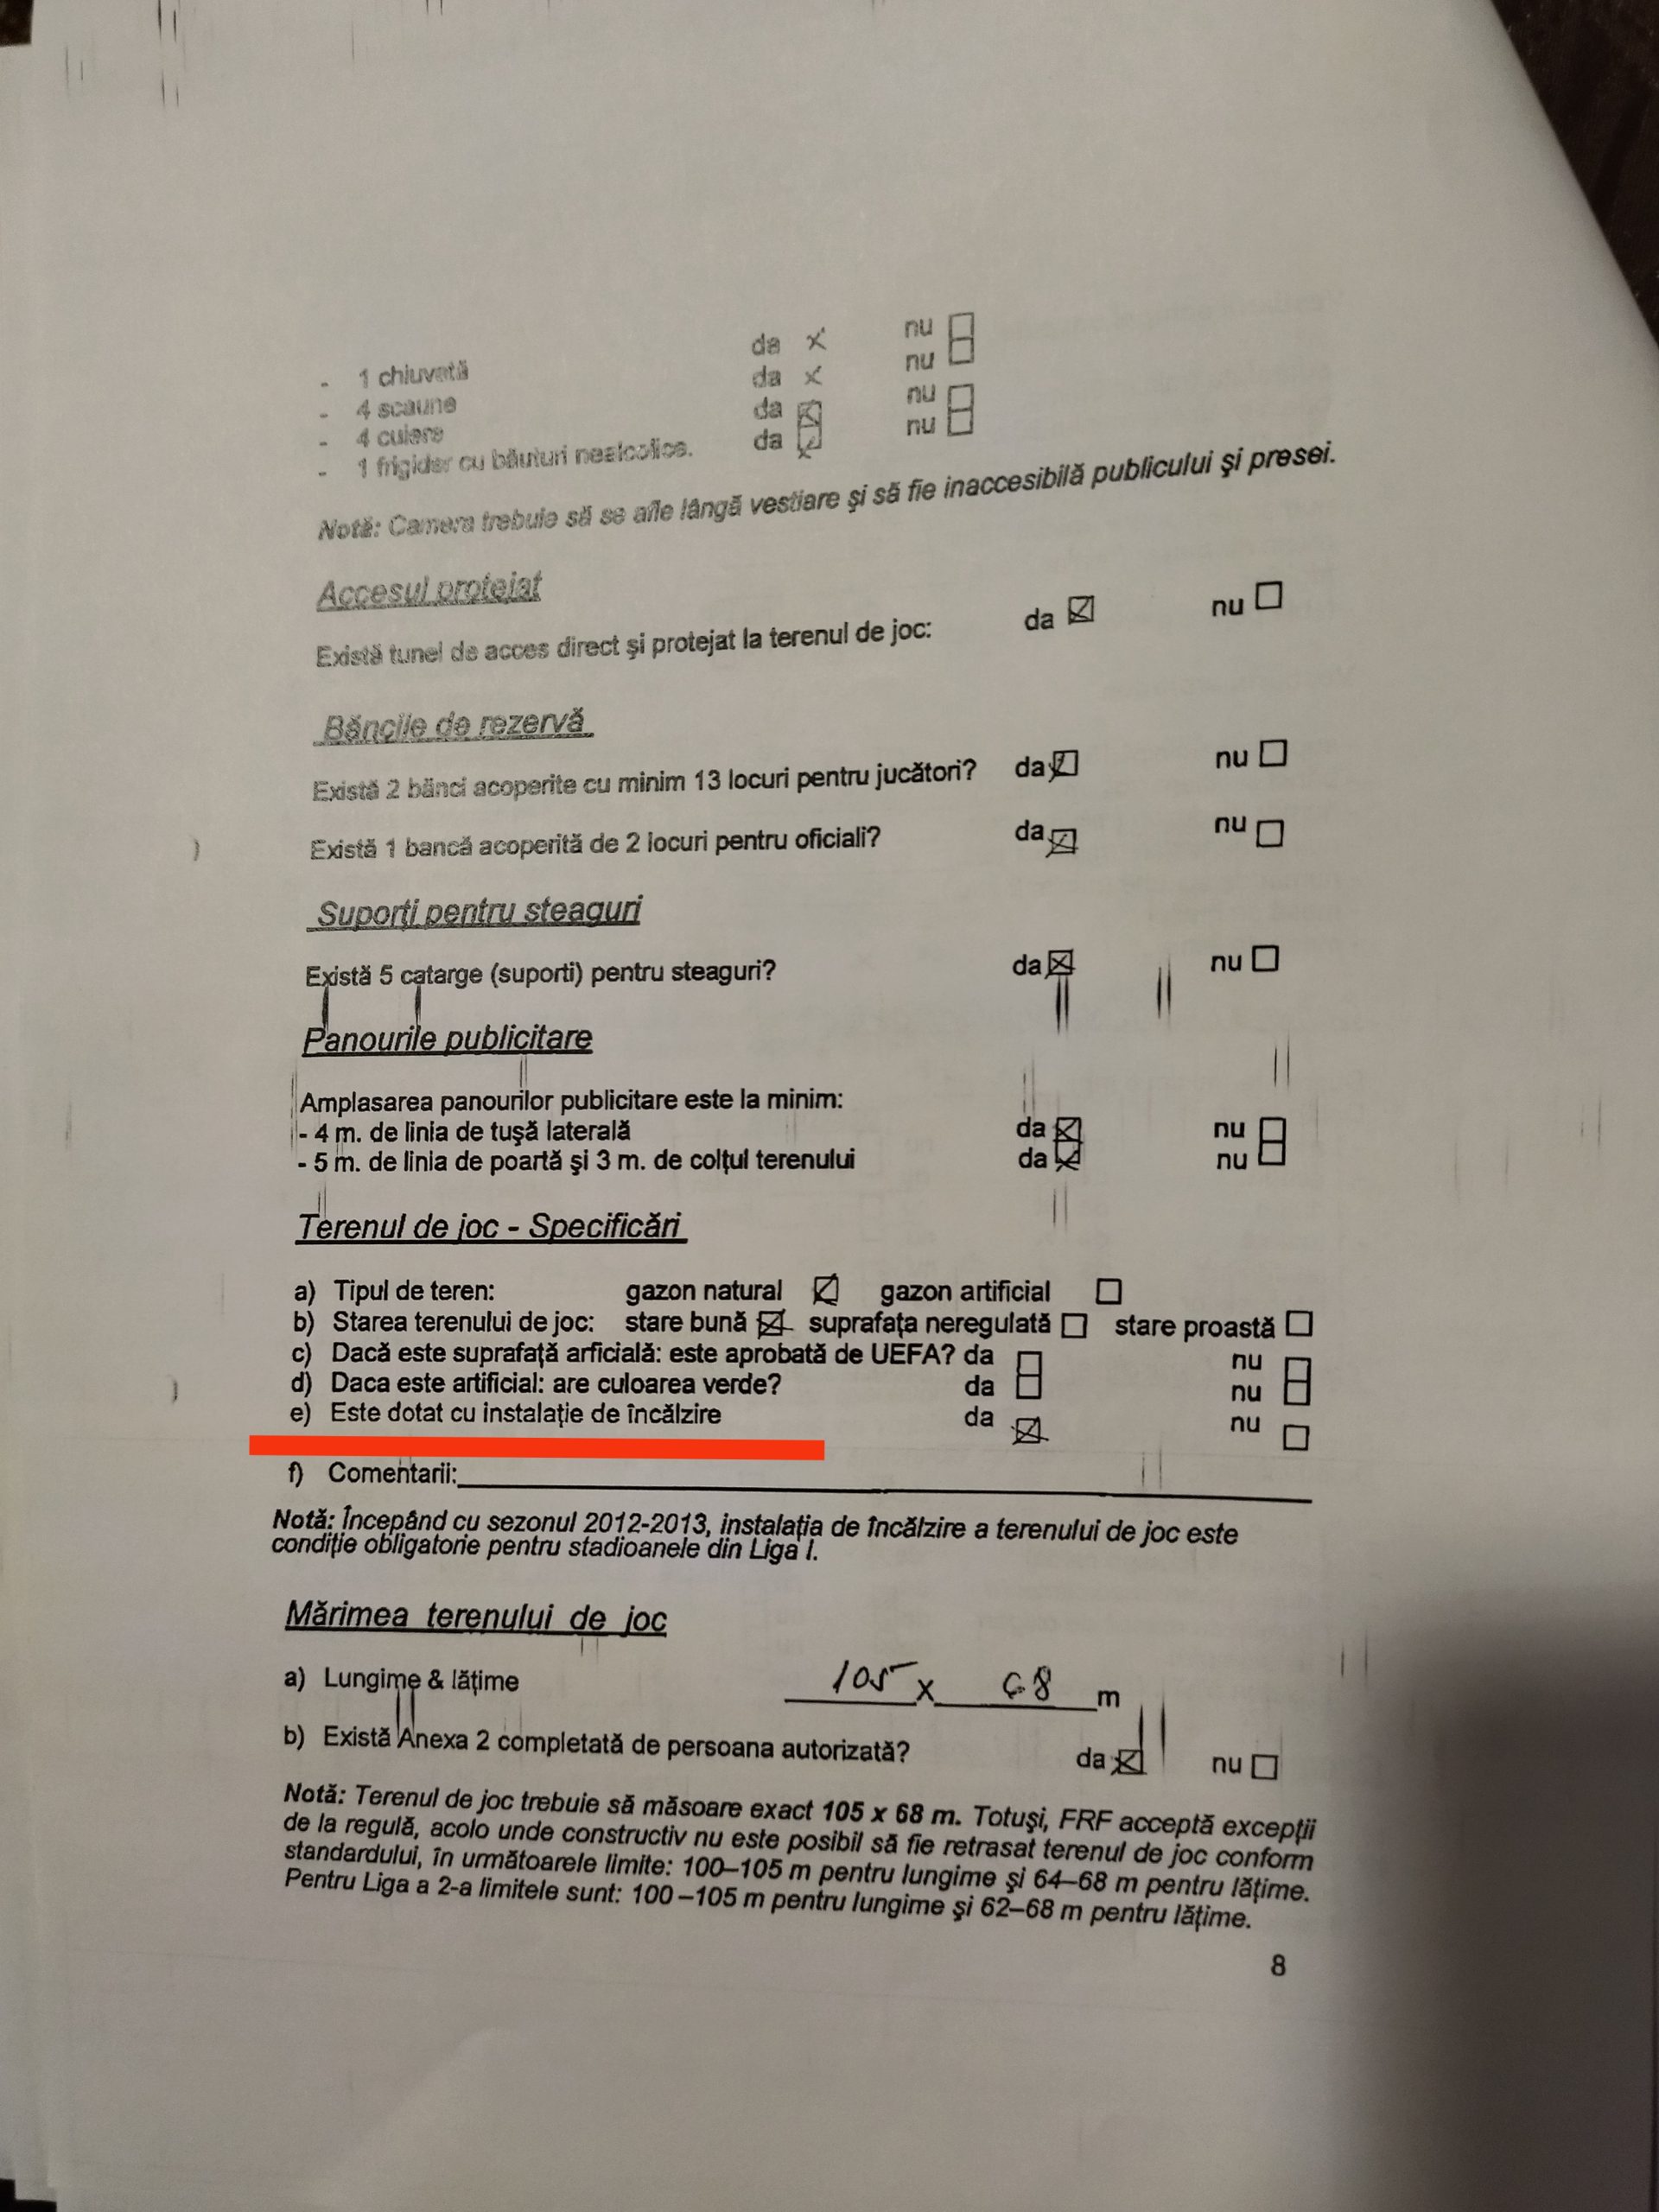 - 1 chiuvetă da x nu
- 4 scaune da x nu
- 4 cuiere da nu
- 1 frigider cu băuturi nealcolice. da nu
Notă: Camera trebuie să se afle lângă vestiare şi să fie inaccesibilă publicului şi presei.
Accesul protejat
Există tunel de acces direct şi protejat la terenul de joc: da nu
Băncile de rezervă
Există 2 bănci acoperite cu minim 13 locuri pentru jucători? da nu
Există 1 bancă acoperită de 2 locuri pentru oficiali? da nu
Suporţi pentru steaguri
Există 5 catarge (suporti) pentru steaguri? da nu
Panourile publicitare
Amplasarea panourilor publicitare este la minim:
- 4 m. de linia de tuşă laterală da nu
- 5 m. de linia de poartă şi 3 m. de colţul terenului da nu
Terenul de joc - Specificări
a) Tipul de teren: gazon natural gazon artificial
b) Starea terenului de joc: stare bună suprafaţa neregulată stare proastă
c) Dacă este suprafaţă arficială: este aprobată de UEFA? da nu
d) Daca este artificial: are culoarea verde? da nu
e) Este dotat cu instalaţie de încălzire da nu
f) Comentarii:
Notă: Începând cu sezonul 2012-2013, instalaţia de încălzire a terenului de joc este
condiţie obligatorie pentru stadioanele din Liga I.
Mărimea terenului de joc
a) Lungime & lăţime 105 x 68 m
b) Există Anexa 2 completată de persoana autorizată? da nu
Notă: Terenul de joc trebuie să măsoare exact 105 x 68 m. Totuşi, FRF acceptă excepţii
de la regulă, acolo unde constructiv nu este posibil să fie retrasat terenul de joc conform
standardului, în următoarele limite: 100–105 m pentru lungime şi 64–68 m pentru lăţime.
Pentru Liga a 2-a limitele sunt: 100 –105 m pentru lungime şi 62–68 m pentru lăţime.
8